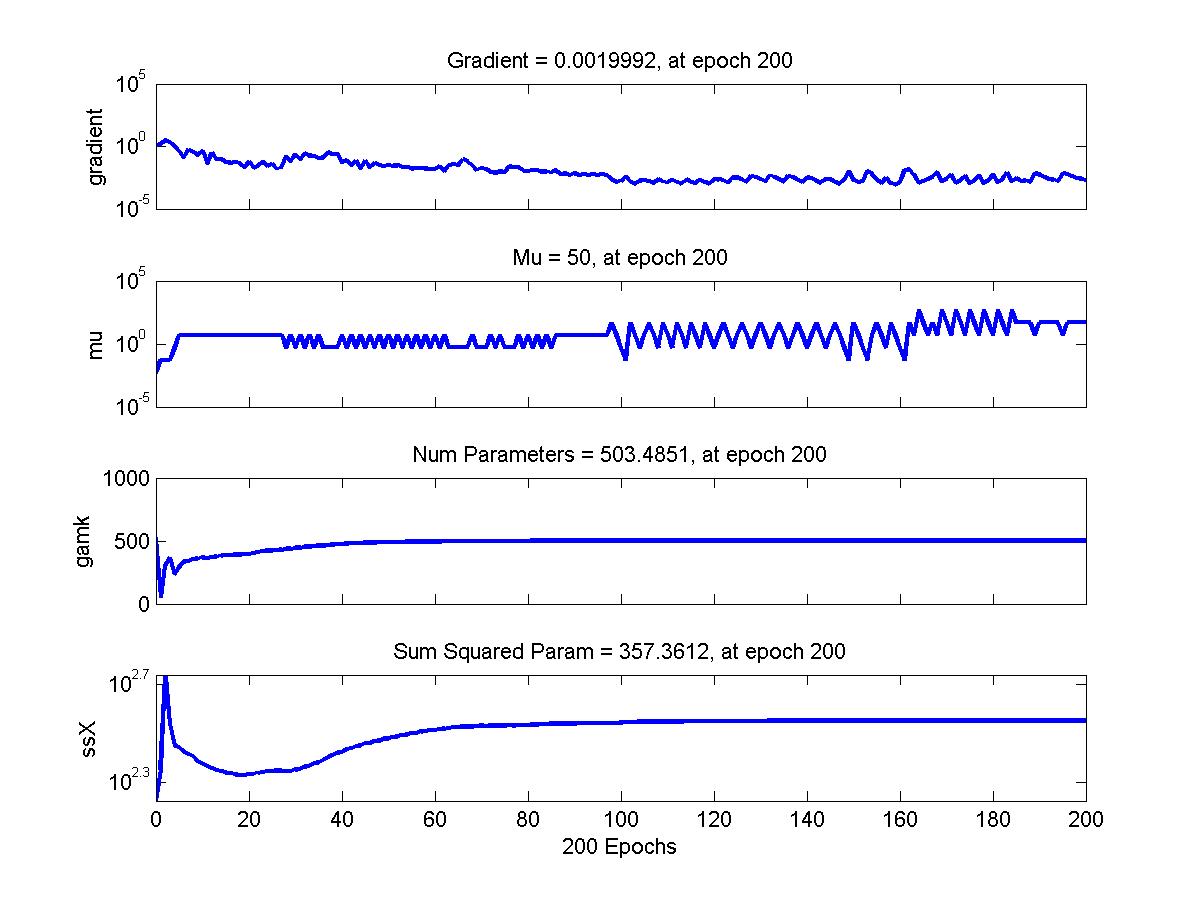 Gradient = 0.0019992, at epoch 200
10^5
10^0
10^-5
gradient
Mu = 50, at epoch 200
10^5
10^0
10^-5
mu
Num Parameters = 503.4851, at epoch 200
1000
500
0
gamk
Sum Squared Param = 357.3612, at epoch 200
10^2.7
10^2.3
ssX
0 20 40 60 80 100 120 140 160 180 200
200 Epochs